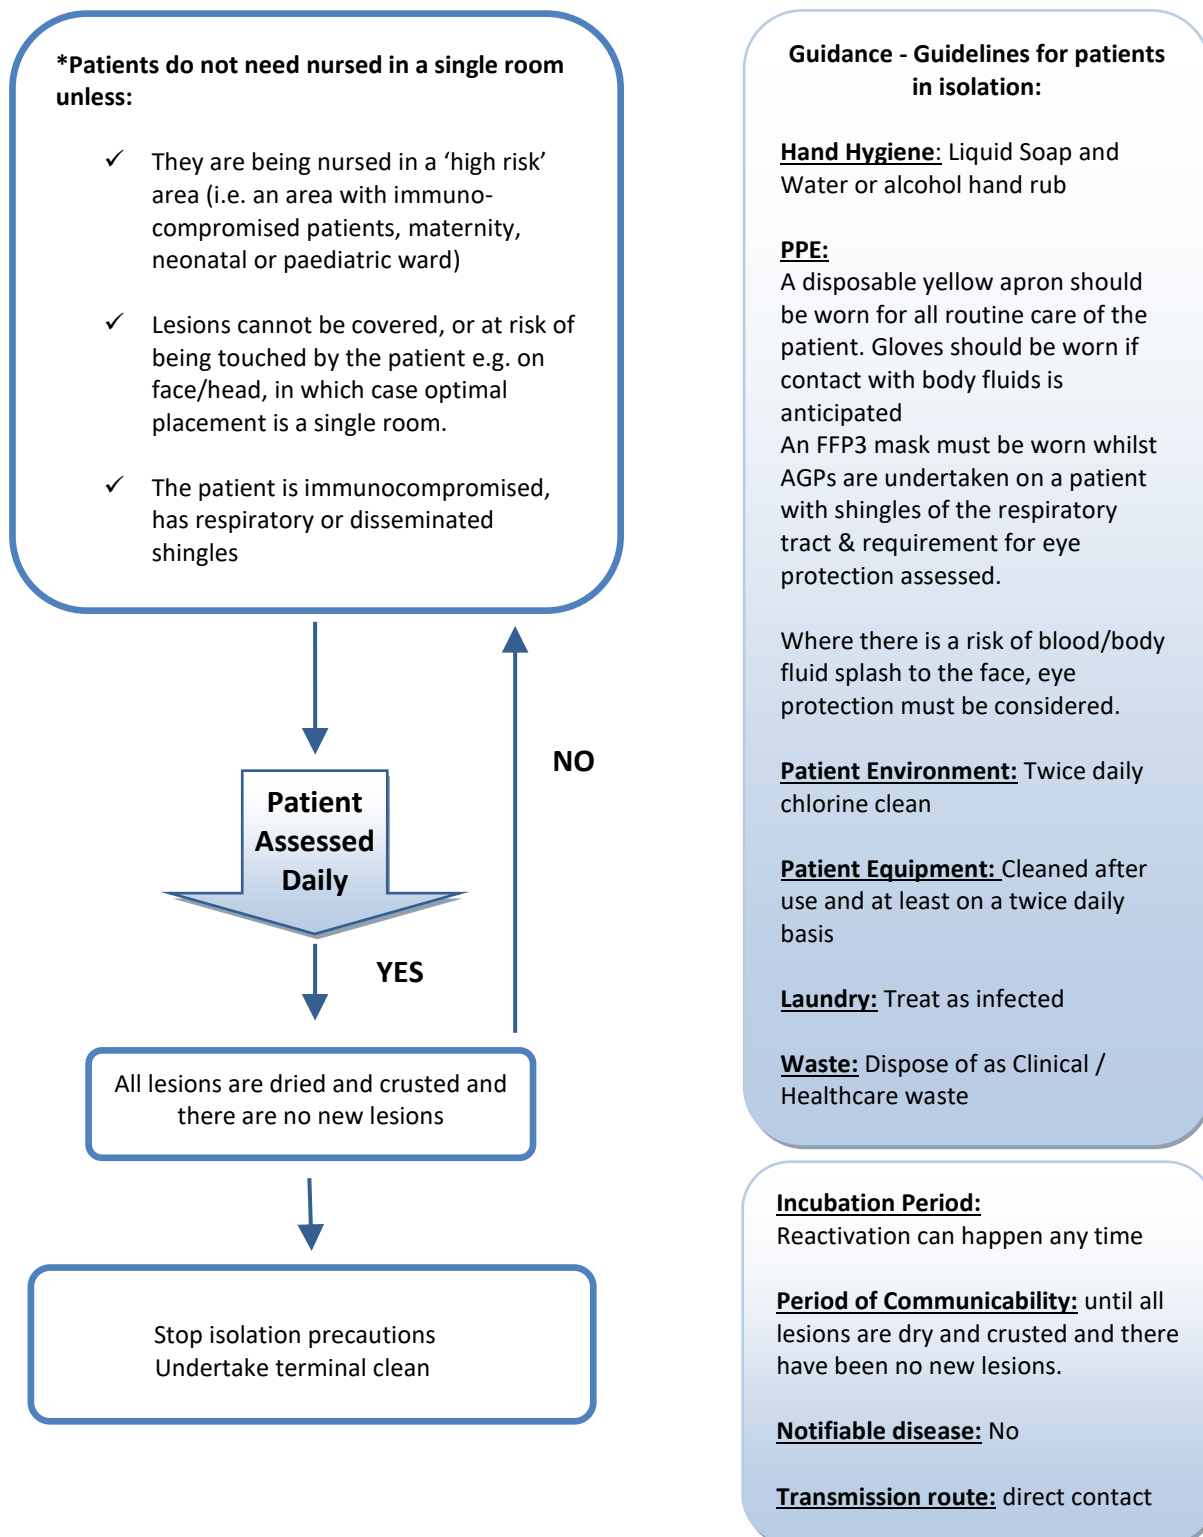 *Patients do not need nursed in a single room
unless:
✓ They are being nursed in a ‘high risk’
area (i.e. an area with immuno-
compromised patients, maternity,
neonatal or paediatric ward)
✓ Lesions cannot be covered, or at risk of
being touched by the patient e.g. on
face/head, in which case optimal
placement is a single room.
✓ The patient is immunocompromised,
has respiratory or disseminated
shingles
NO
Patient
Assessed
Daily
YES
All lesions are dried and crusted and
there are no new lesions
Stop isolation precautions
Undertake terminal clean
Guidance - Guidelines for patients
in isolation:
Hand Hygiene: Liquid Soap and
Water or alcohol hand rub
PPE:
A disposable yellow apron should
be worn for all routine care of the
patient. Gloves should be worn if
contact with body fluids is
anticipated
An FFP3 mask must be worn whilst
AGPs are undertaken on a patient
with shingles of the respiratory
tract & requirement for eye
protection assessed.
Where there is a risk of blood/body
fluid splash to the face, eye
protection must be considered.
Patient Environment: Twice daily
chlorine clean
Patient Equipment: Cleaned after
use and at least on a twice daily
basis
Laundry: Treat as infected
Waste: Dispose of as Clinical /
Healthcare waste
Incubation Period:
Reactivation can happen any time
Period of Communicability: until all
lesions are dry and crusted and there
have been no new lesions.
Notifiable disease: No
Transmission route: direct contact